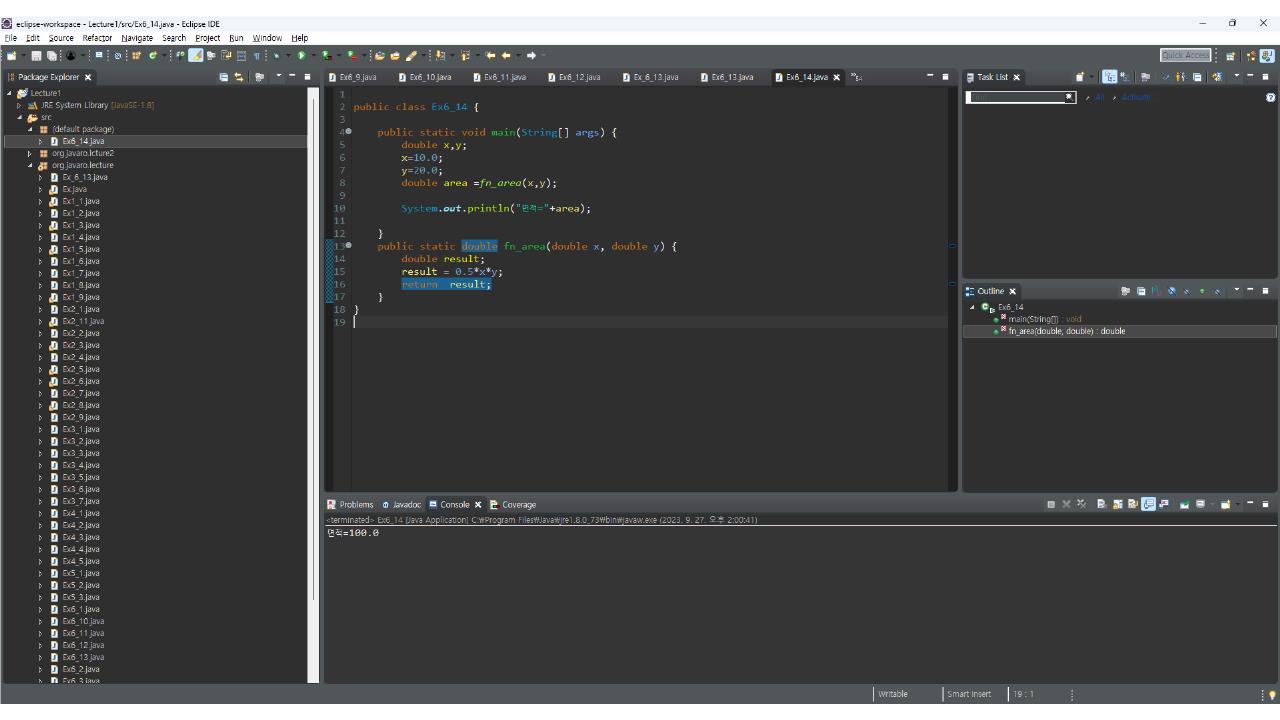 eclipse-workspace - Lecture1/src/Ex6_14.java - Eclipse IDE
File Edit Source Refactor Navigate Search Project Run Window Help
Quick Access
Package Explorer
Lecture1
JRE System Library [JavaSE-1.8]
src
(default package)
Ex6_14.java
org.javaro.lcture2
org.javaro.lecture
Ex_6_13.java
Ex.java
Ex1_1.java
Ex1_2.java
Ex1_3.java
Ex1_4.java
Ex1_5.java
Ex1_6.java
Ex1_7.java
Ex1_8.java
Ex1_9.java
Ex2_1.java
Ex2_11.java
Ex2_2.java
Ex2_3.java
Ex2_4.java
Ex2_5.java
Ex2_6.java
Ex2_7.java
Ex2_8.java
Ex2_9.java
Ex3_1.java
Ex3_2.java
Ex3_3.java
Ex3_4.java
Ex3_5.java
Ex3_6.java
Ex3_7.java
Ex4_1.java
Ex4_2.java
Ex4_3.java
Ex4_4.java
Ex4_5.java
Ex5_1.java
Ex5_2.java
Ex5_3.java
Ex6_1.java
Ex6_10.java
Ex6_11.java
Ex6_12.java
Ex6_13.java
Ex6_2.java
Ex6_3.java
Ex6_9.java Ex6_10.java Ex6_11.java Ex6_12.java Ex_6_13.java Ex6_13.java Ex6_14.java
1
2 public class Ex6_14 {
3
4 public static void main(String[] args) {
5 double x,y;
6 x=10.0;
7 y=20.0;
8 double area =fn_area(x,y);
9
10 System.out.println("면적="+area);
11
12 }
13 public static double fn_area(double x, double y) {
14 double result;
15 result = 0.5*x*y;
16 return result;
17 }
18 }
19
Task List
Find
All Activate
Outline
Ex6_14
main(String[]) : void
fn_area(double, double) : double
Problems Javadoc Console Coverage
<terminated> Ex6_14 [Java Application] C:₩Program Files₩Java₩jre1.8.0_73₩bin₩javaw.exe (2023. 9. 27. 오후 2:00:41)
면적=100.0
Writable Smart Insert 19 : 1